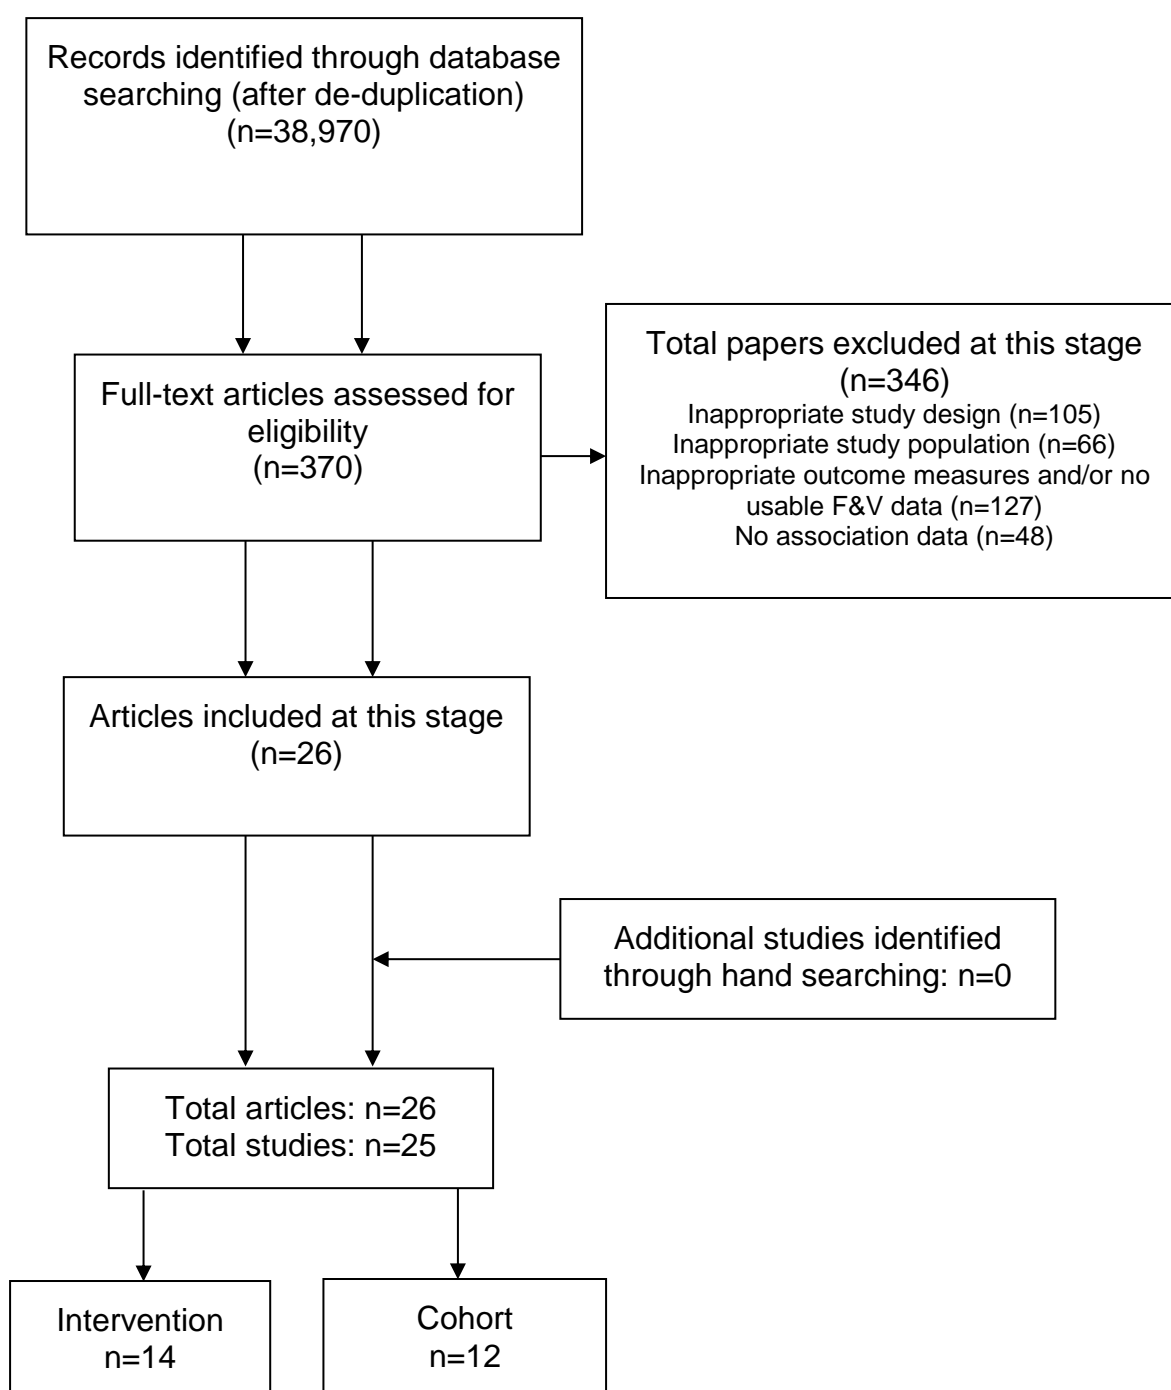 Records identified through database
searching (after de-duplication)
(n=38,970)
Full-text articles assessed for
eligibility
(n=370)
Total papers excluded at this stage
(n=346)
Inappropriate study design (n=105)
Inappropriate study population (n=66)
Inappropriate outcome measures and/or no
usable F&V data (n=127)
No association data (n=48)
Articles included at this stage
(n=26)
Additional studies identified
through hand searching: n=0
Total articles: n=26
Total studies: n=25
Intervention
n=14
Cohort
n=12